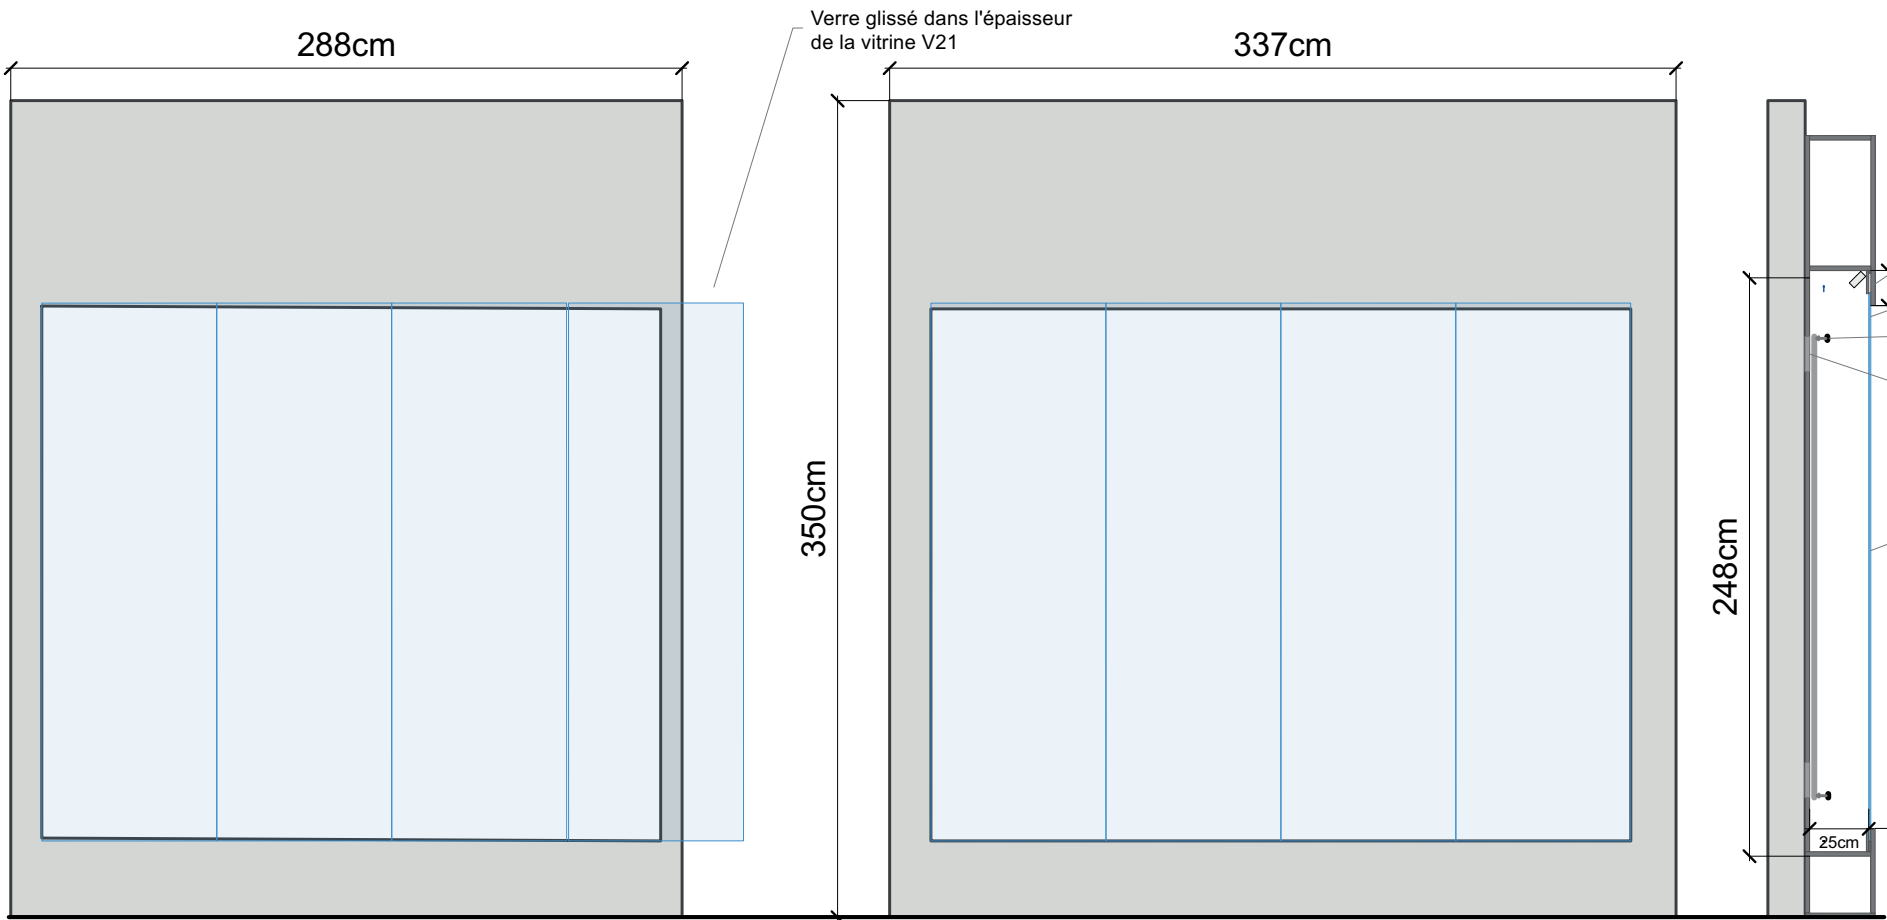 Verre glissé dans l'épaisseur
de la vitrine V21
288cm
337cm
350cm
248cm
25cm